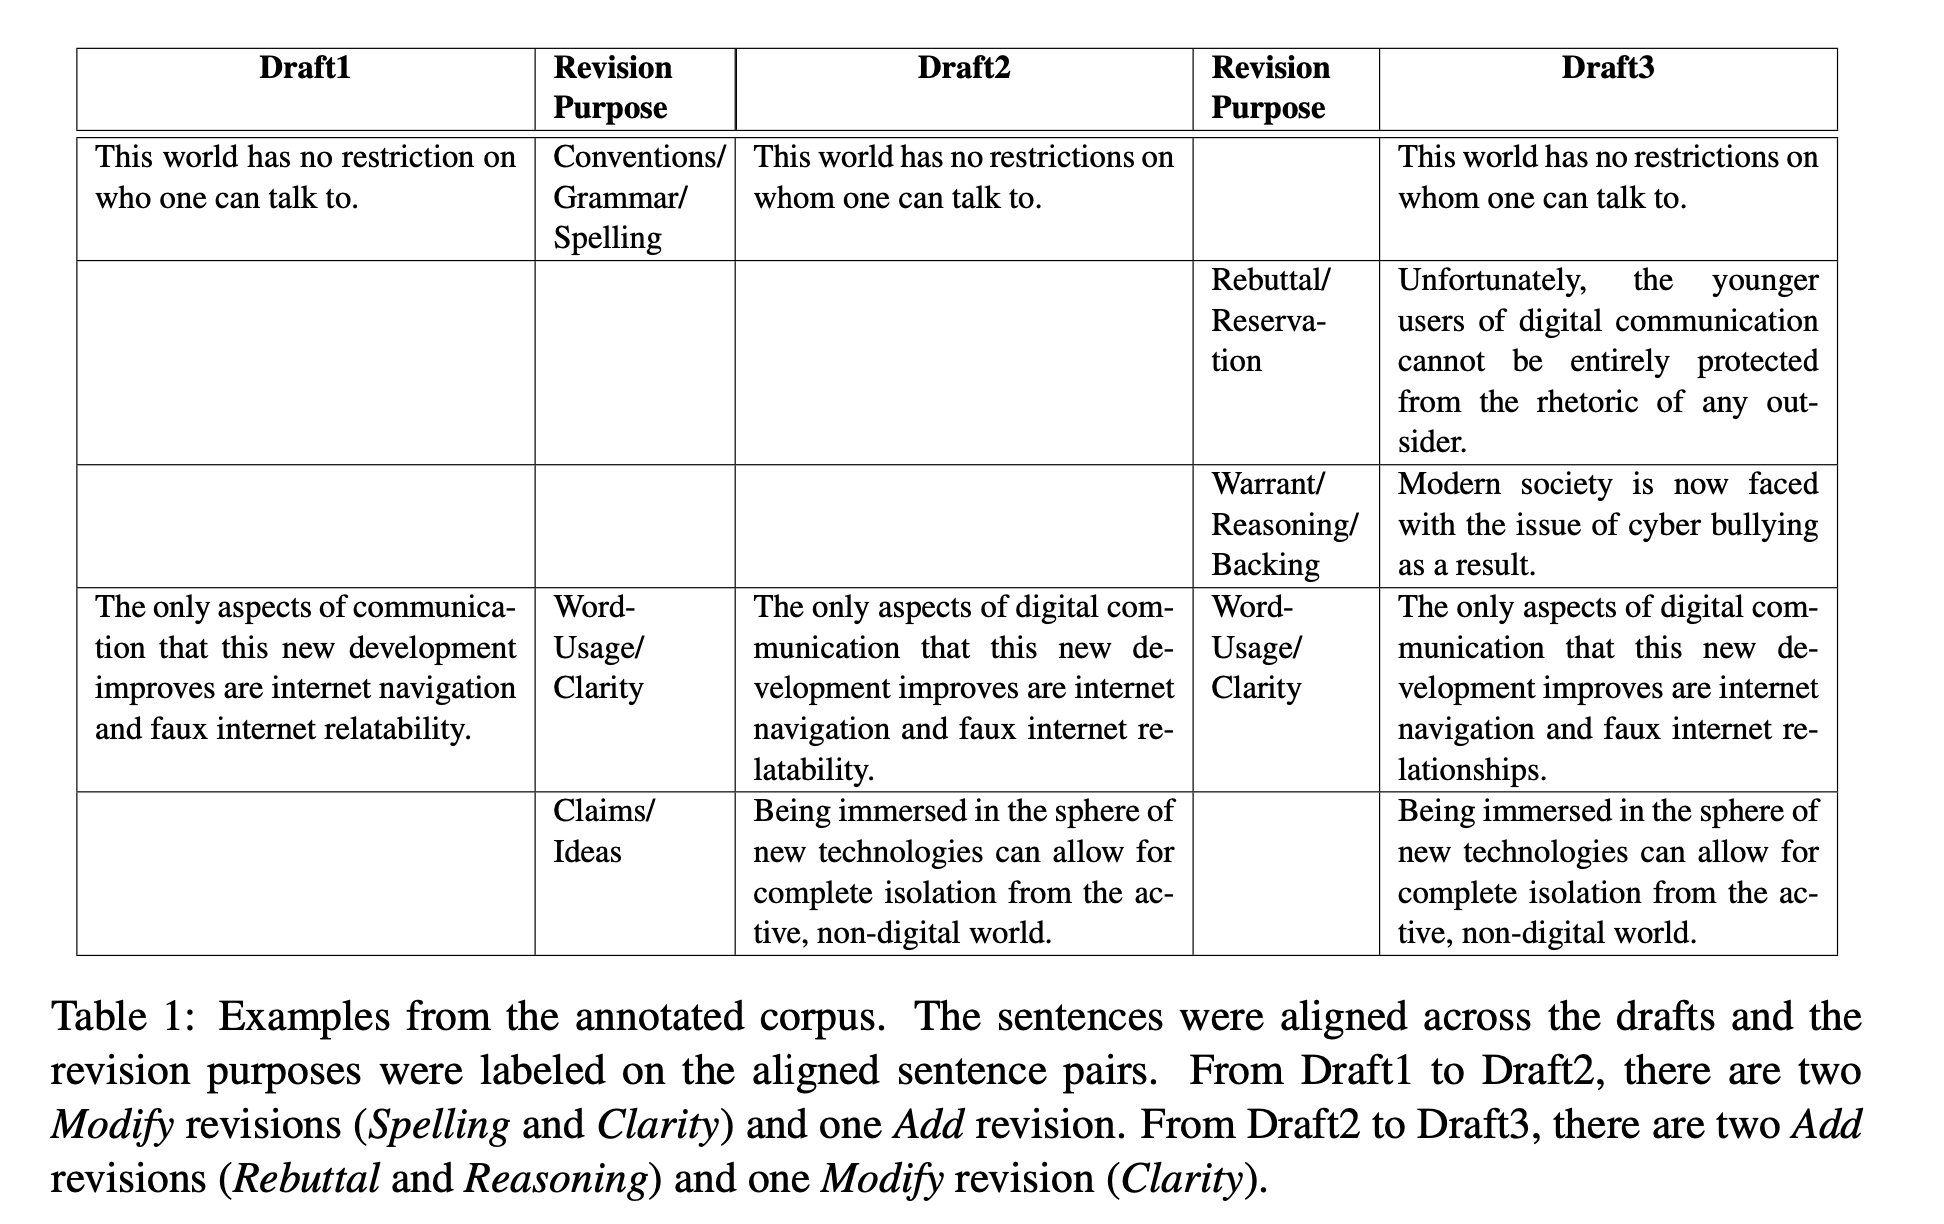 Draft1 Revision Purpose Draft2 Revision Purpose Draft3
This world has no restriction on
who one can talk to.
Conventions/
Grammar/
Spelling
This world has no restrictions on
whom one can talk to.
This world has no restrictions on
whom one can talk to.
Rebuttal/
Reserva-
tion
Unfortunately, the younger
users of digital communication
cannot be entirely protected
from the rhetoric of any out-
sider.
Warrant/
Reasoning/
Backing
Modern society is now faced
with the issue of cyber bullying
as a result.
The only aspects of communica-
tion that this new development
improves are internet navigation
and faux internet relatability.
Word-
Usage/
Clarity
The only aspects of digital com-
munication that this new de-
velopment improves are internet
navigation and faux internet re-
latability.
Word-
Usage/
Clarity
The only aspects of digital com-
munication that this new de-
velopment improves are internet
navigation and faux internet re-
lationships.
Claims/
Ideas
Being immersed in the sphere of
new technologies can allow for
complete isolation from the ac-
tive, non-digital world.
Being immersed in the sphere of
new technologies can allow for
complete isolation from the ac-
tive, non-digital world.
Table 1: Examples from the annotated corpus. The sentences were aligned across the drafts and the
revision purposes were labeled on the aligned sentence pairs. From Draft1 to Draft2, there are two
Modify revisions (Spelling and Clarity) and one Add revision. From Draft2 to Draft3, there are two Add
revisions (Rebuttal and Reasoning) and one Modify revision (Clarity).